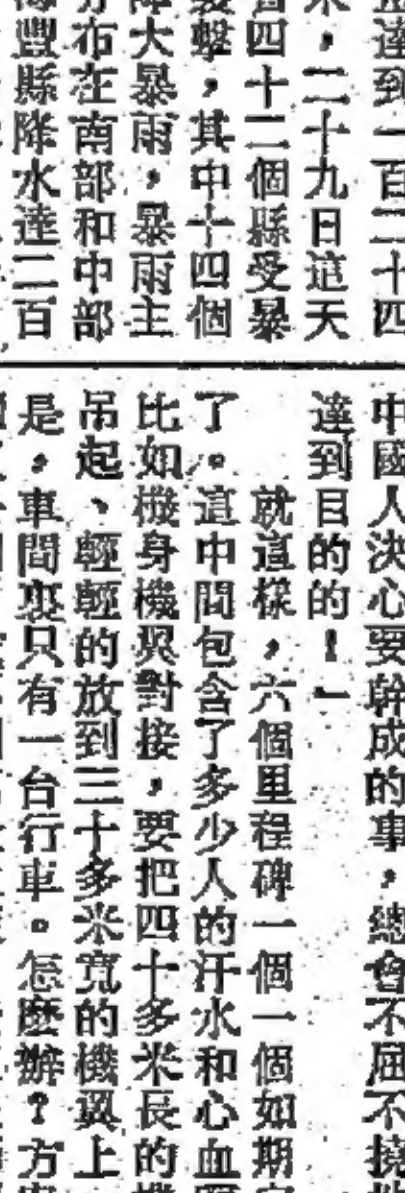 達到一百二十四
，二十九日這天
四十二個縣受暴
擊，其中十四個
大暴雨，暴雨主
布在南部和中部
豐縣降水達二百
中國人決心要幹成的事，總會不屈不撓
達到目的的！」
就這樣，六個里程碑一個一個如期
了。這中間包含了多少人的汗水和心血
比如機身機翼對接，要把四十多米長的
吊起、輕輕的放到三十多米寬的機翼上
是，車間裏只有一台行車。怎麼辦？方